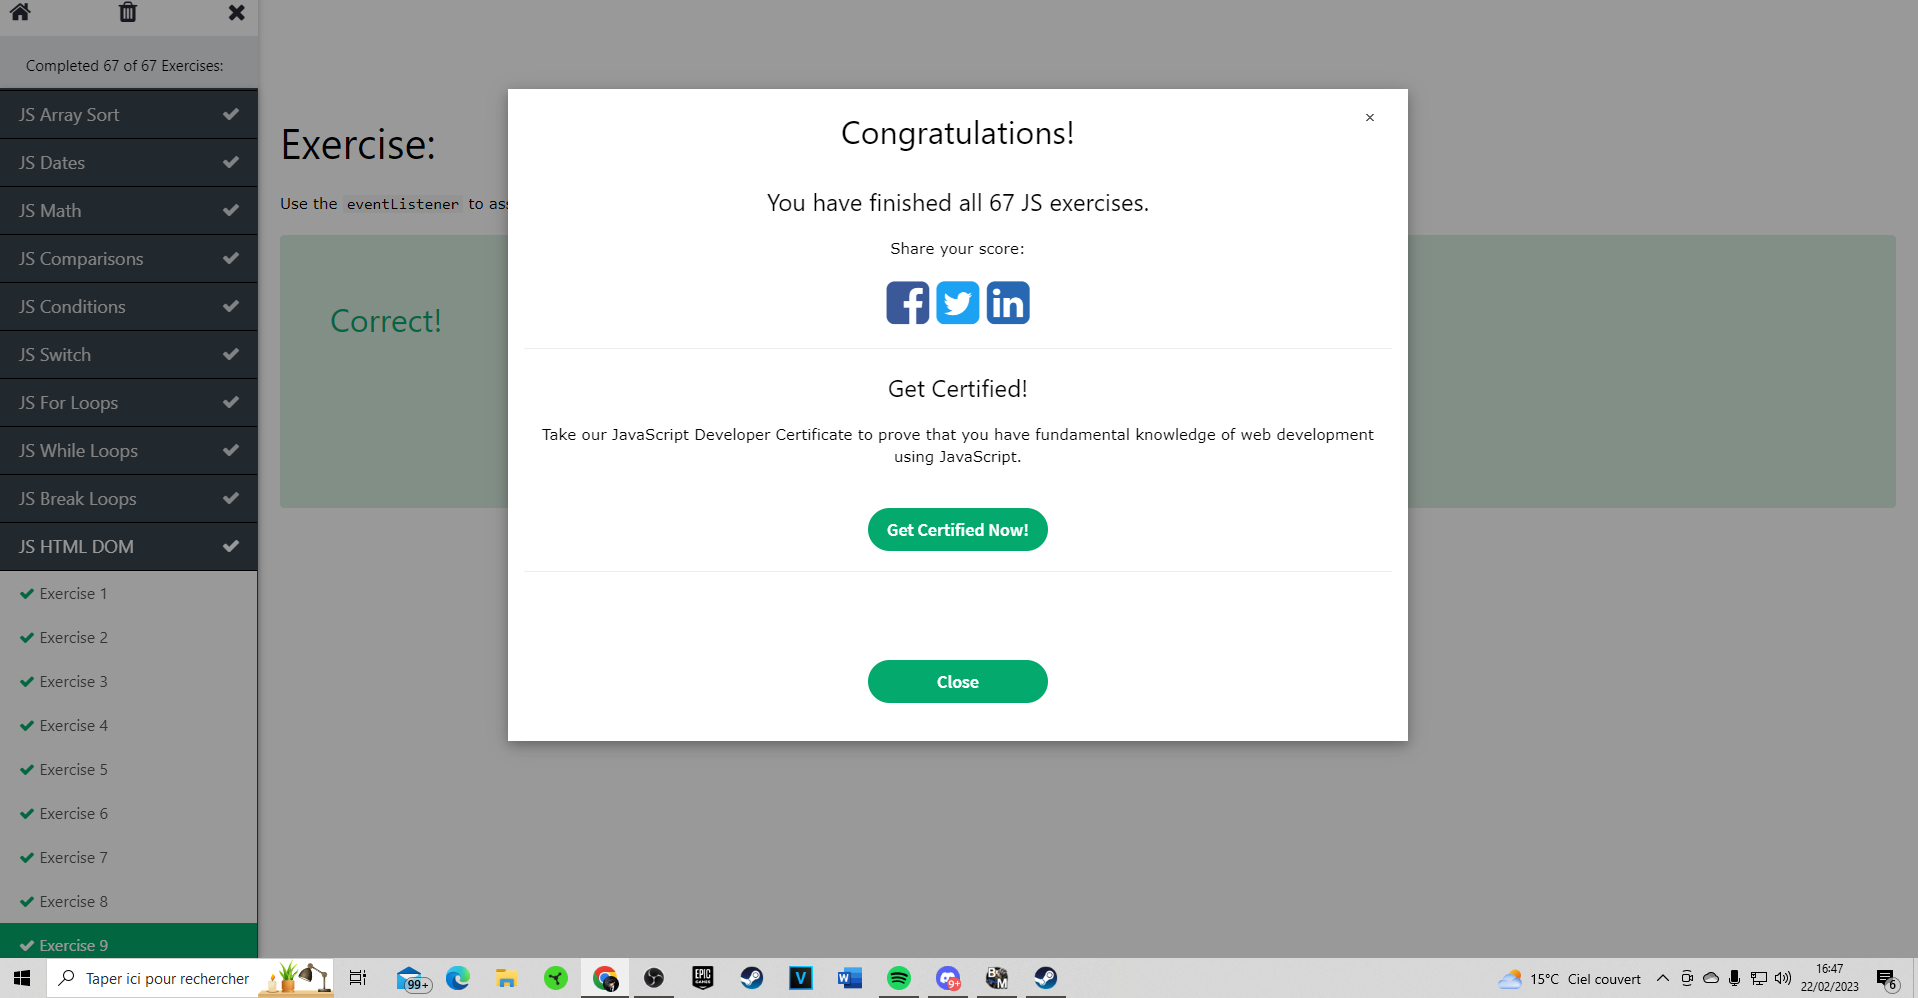 Completed 67 of 67 Exercises:
JS Array Sort
JS Dates
JS Math
JS Comparisons
JS Conditions
JS Switch
JS For Loops
JS While Loops
JS Break Loops
JS HTML DOM
Exercise 1
Exercise 2
Exercise 3
Exercise 4
Exercise 5
Exercise 6
Exercise 7
Exercise 8
Exercise 9
Exercise:
Use the eventListener to ass
Correct!
×
Congratulations!
You have finished all 67 JS exercises.
Share your score:
Get Certified!
Take our JavaScript Developer Certificate to prove that you have fundamental knowledge of web development
using JavaScript.
Get Certified Now!
Close
Taper ici pour rechercher
99+
EPIC
GAMES
V
W
9+
B
M
15°C Ciel couvert
16:47
22/02/2023
6